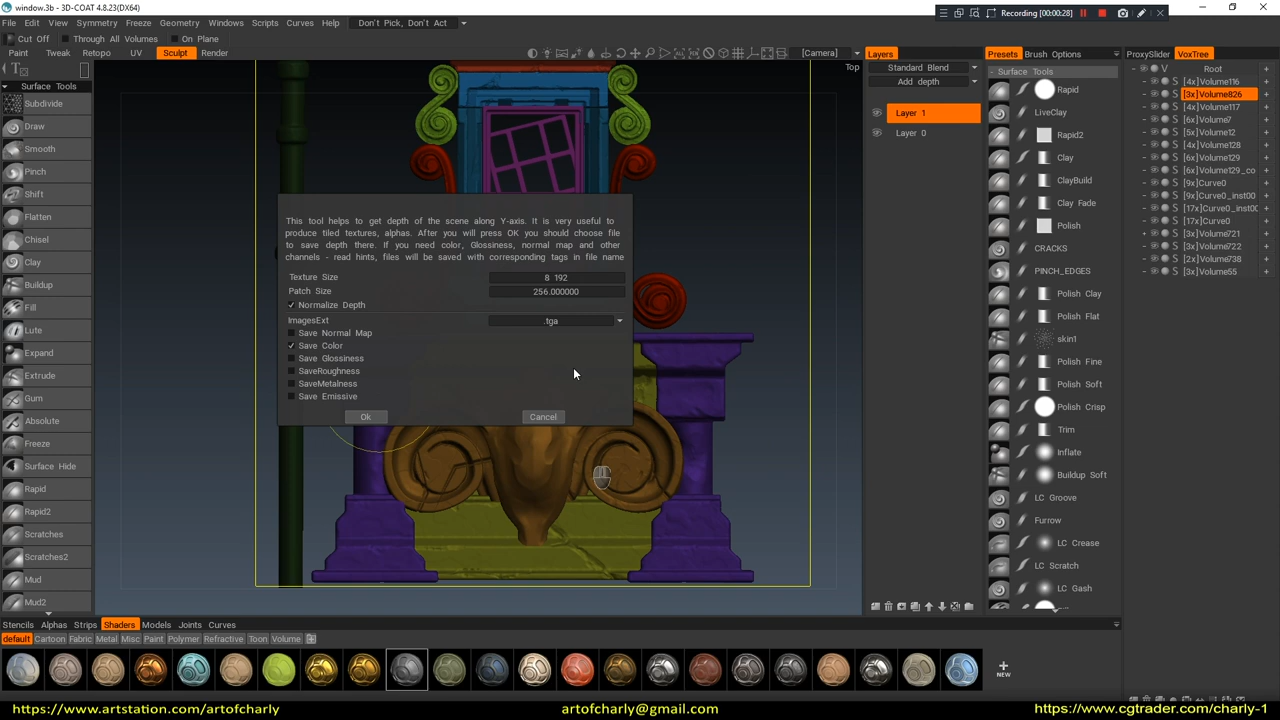 window.3b - 3D-COAT 4.8.23(DX64)
Recording [00:00:28]
File Edit View Symmetry Freeze Geometry Windows Scripts Curves Help Don't Pick, Don't Act
Cut Off Through All Volumes On Plane
Paint Tweak Retopo UV Sculpt Render
[Camera]
Layers
Presets Brush Options
ProxySlider VoxTree
Top
Surface Tools
Subdivide
Draw
Smooth
Pinch
Shift
Flatten
Chisel
Clay
Buildup
Fill
Lute
Expand
Extrude
Gum
Absolute
Freeze
Surface Hide
Rapid
Rapid2
Scratches
Scratches2
Mud
Mud2
This tool helps to get depth of the scene along Y-axis. It is very useful to
produce tiled textures, alphas. After you will press OK you should choose file
to save depth there. If you need color, Glossiness, normal map and other
channels - read hints, files will be saved with corresponding tags in file name
Texture Size 8 192
Patch Size 256.000000
Normalize Depth
ImagesExt .tga
Save Normal Map
Save Color
Save Glossiness
SaveRoughness
SaveMetalness
Save Emissive
Ok Cancel
Standard Blend
Add depth
Layer 1
Layer 0
Surface Tools
Rapid
LiveClay
Rapid2
Clay
ClayBuild
Clay Fade
Polish
CRACKS
PINCH_EDGES
Polish Clay
Polish Flat
skin1
Polish Fine
Polish Soft
Polish Crisp
Trim
Inflate
Buildup Soft
LC Groove
Furrow
LC Crease
LC Scratch
LC Gash
V Root
S [4x]Volume116
S [3x]Volume826
S [4x]Volume117
S [6x]Volume7
S [5x]Volume12
S [4x]Volume128
S [6x]Volume129
S [6x]Volume129_co
S [9x]Curve0
S [9x]Curve0_inst00
S [17x]Curve0_inst00
S [17x]Curve0
S [3x]Volume721
S [3x]Volume722
S [2x]Volume738
S [3x]Volume55
Stencils Alphas Strips Shaders Models Joints Curves
default Cartoon Fabric Metal Misc Paint Polymer Refractive Toon Volume
NEW
https://www.artstation.com/artofcharly
artofcharly@gmail.com
https://www.cgtrader.com/charly-1